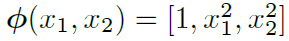 𝝓(x₁, x₂) = [1, x₁², x₂²]